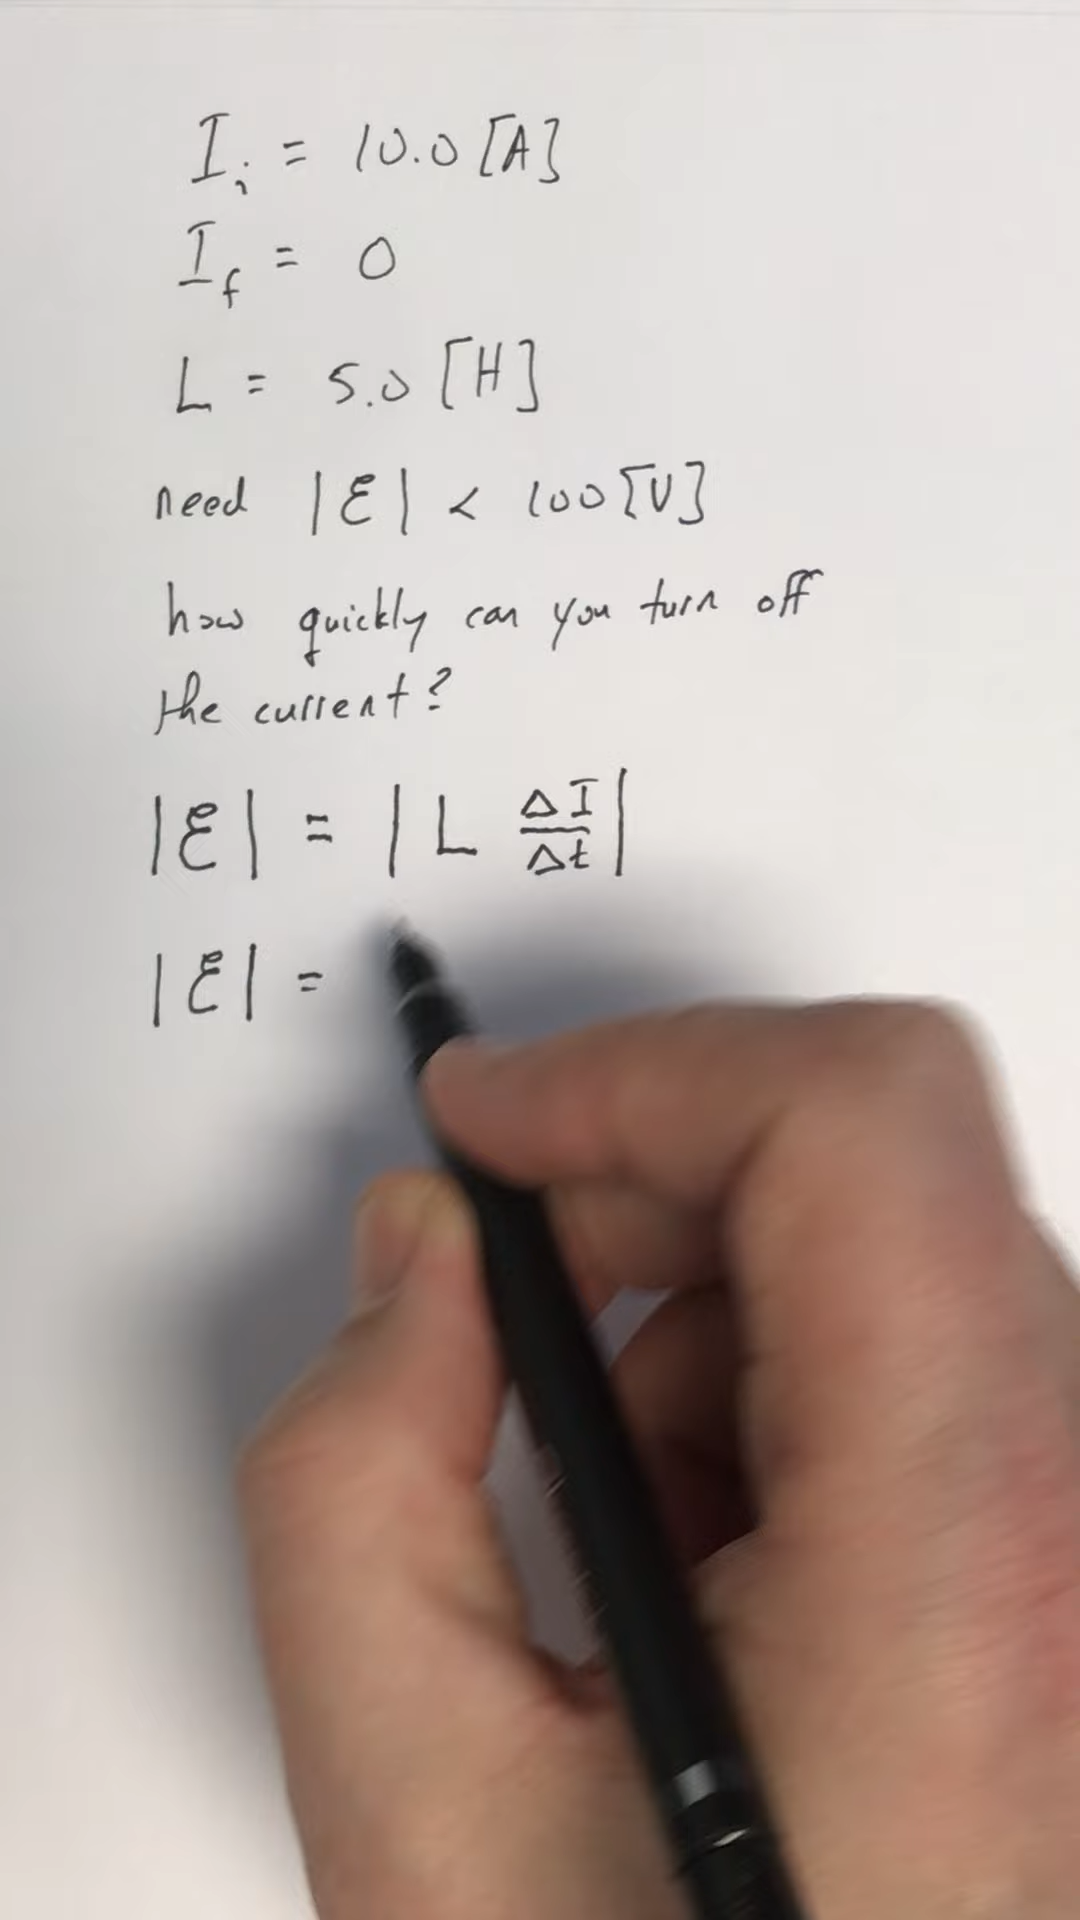 I_i = 10.0 [A]
I_f = 0
L = 5.0 [H]
need |ℰ| < 100 [V]
how quickly can you turn off
the current?
|ℰ| = |L ΔI/Δt|
|ℰ| =